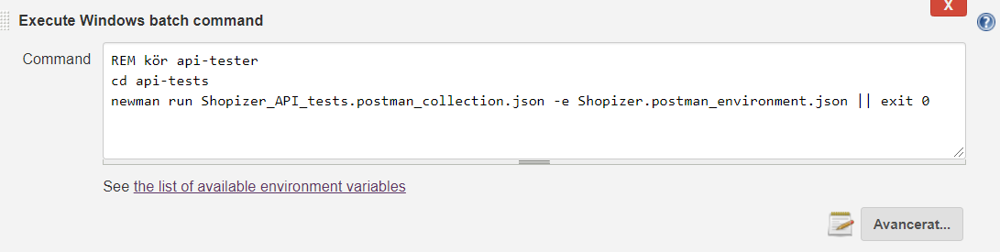 X
Execute Windows batch command
Command
REM kör api-tester
cd api-tests
newman run Shopizer_API_tests.postman_collection.json -e Shopizer.postman_environment.json || exit 0
See the list of available environment variables
Avancerat...